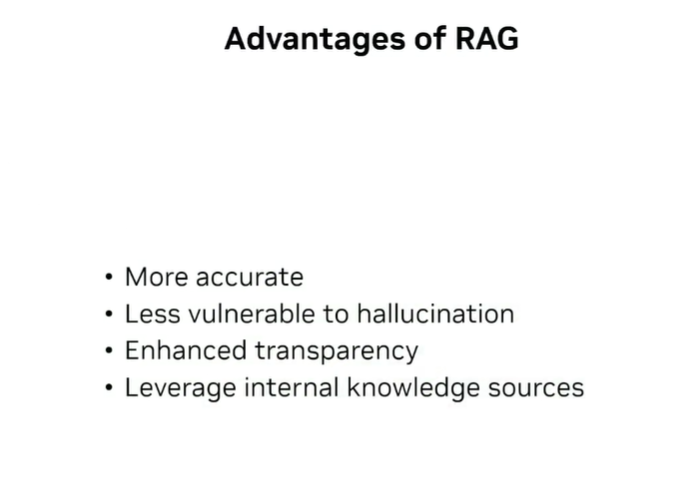 Advantages of RAG
• More accurate
• Less vulnerable to hallucination
• Enhanced transparency
• Leverage internal knowledge sources